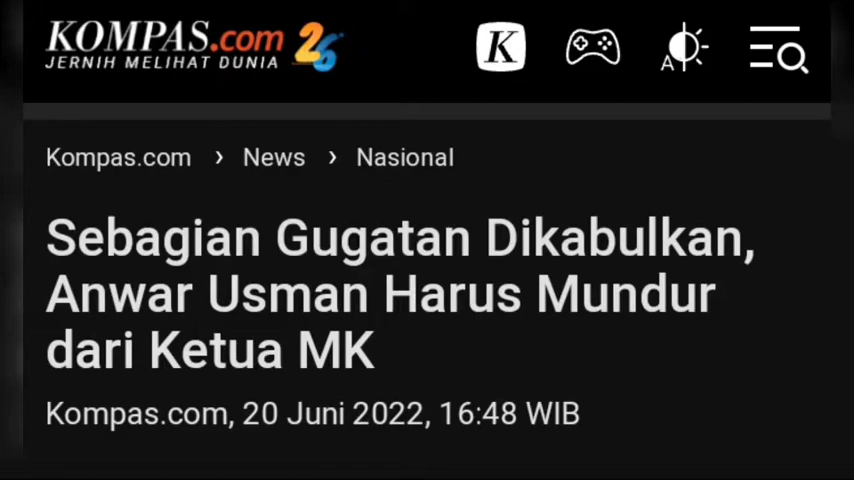 KOMPAS.com 26
JERNIH MELIHAT DUNIA
K
A
Kompas.com › News › Nasional
Sebagian Gugatan Dikabulkan,
Anwar Usman Harus Mundur
dari Ketua MK
Kompas.com, 20 Juni 2022, 16:48 WIB